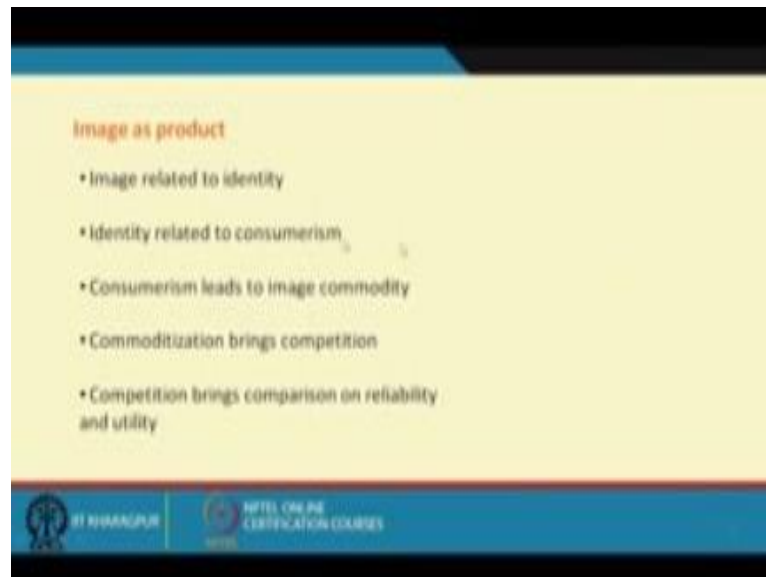 Image as product
• Image related to identity
• Identity related to consumerism
• Consumerism leads to image commodity
• Commoditization brings competition
• Competition brings comparison on reliability
and utility
IIT KHARAGPUR
NPTEL ONLINE
CERTIFICATION COURSES
NPTEL